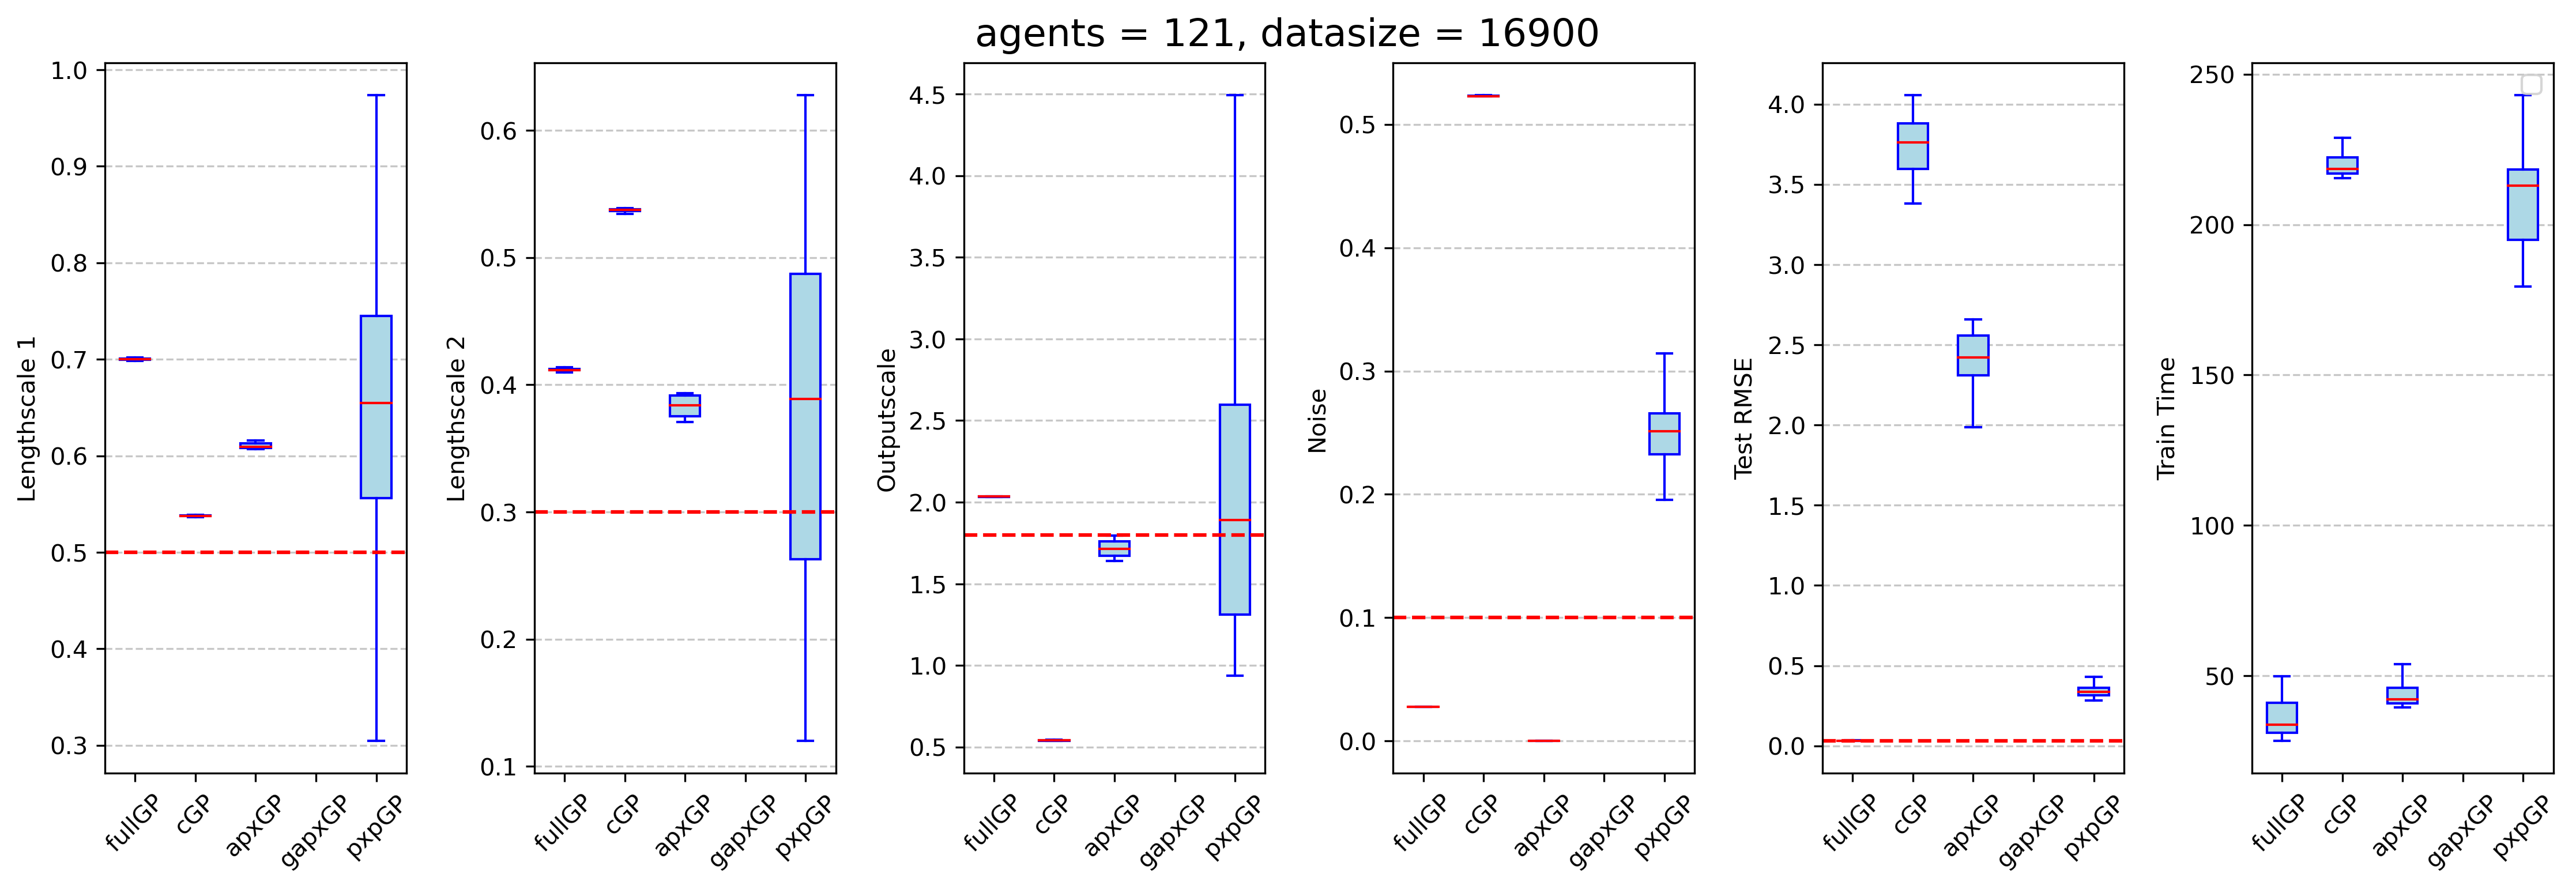 agents = 121, datasize = 16900
Lengthscale 1
1.0
0.9
0.8
0.7
0.6
0.5
0.4
0.3
fullGP
cGP
apxGP
gapxGP
pxpGP
Lengthscale 2
0.6
0.5
0.4
0.3
0.2
0.1
fullGP
cGP
apxGP
gapxGP
pxpGP
Outputscale
4.5
4.0
3.5
3.0
2.5
2.0
1.5
1.0
0.5
fullGP
cGP
apxGP
gapxGP
pxpGP
Noise
0.5
0.4
0.3
0.2
0.1
0.0
fullGP
cGP
apxGP
gapxGP
pxpGP
Test RMSE
4.0
3.5
3.0
2.5
2.0
1.5
1.0
0.5
0.0
fullGP
cGP
apxGP
gapxGP
pxpGP
Train Time
250
200
150
100
50
fullGP
cGP
apxGP
gapxGP
pxpGP